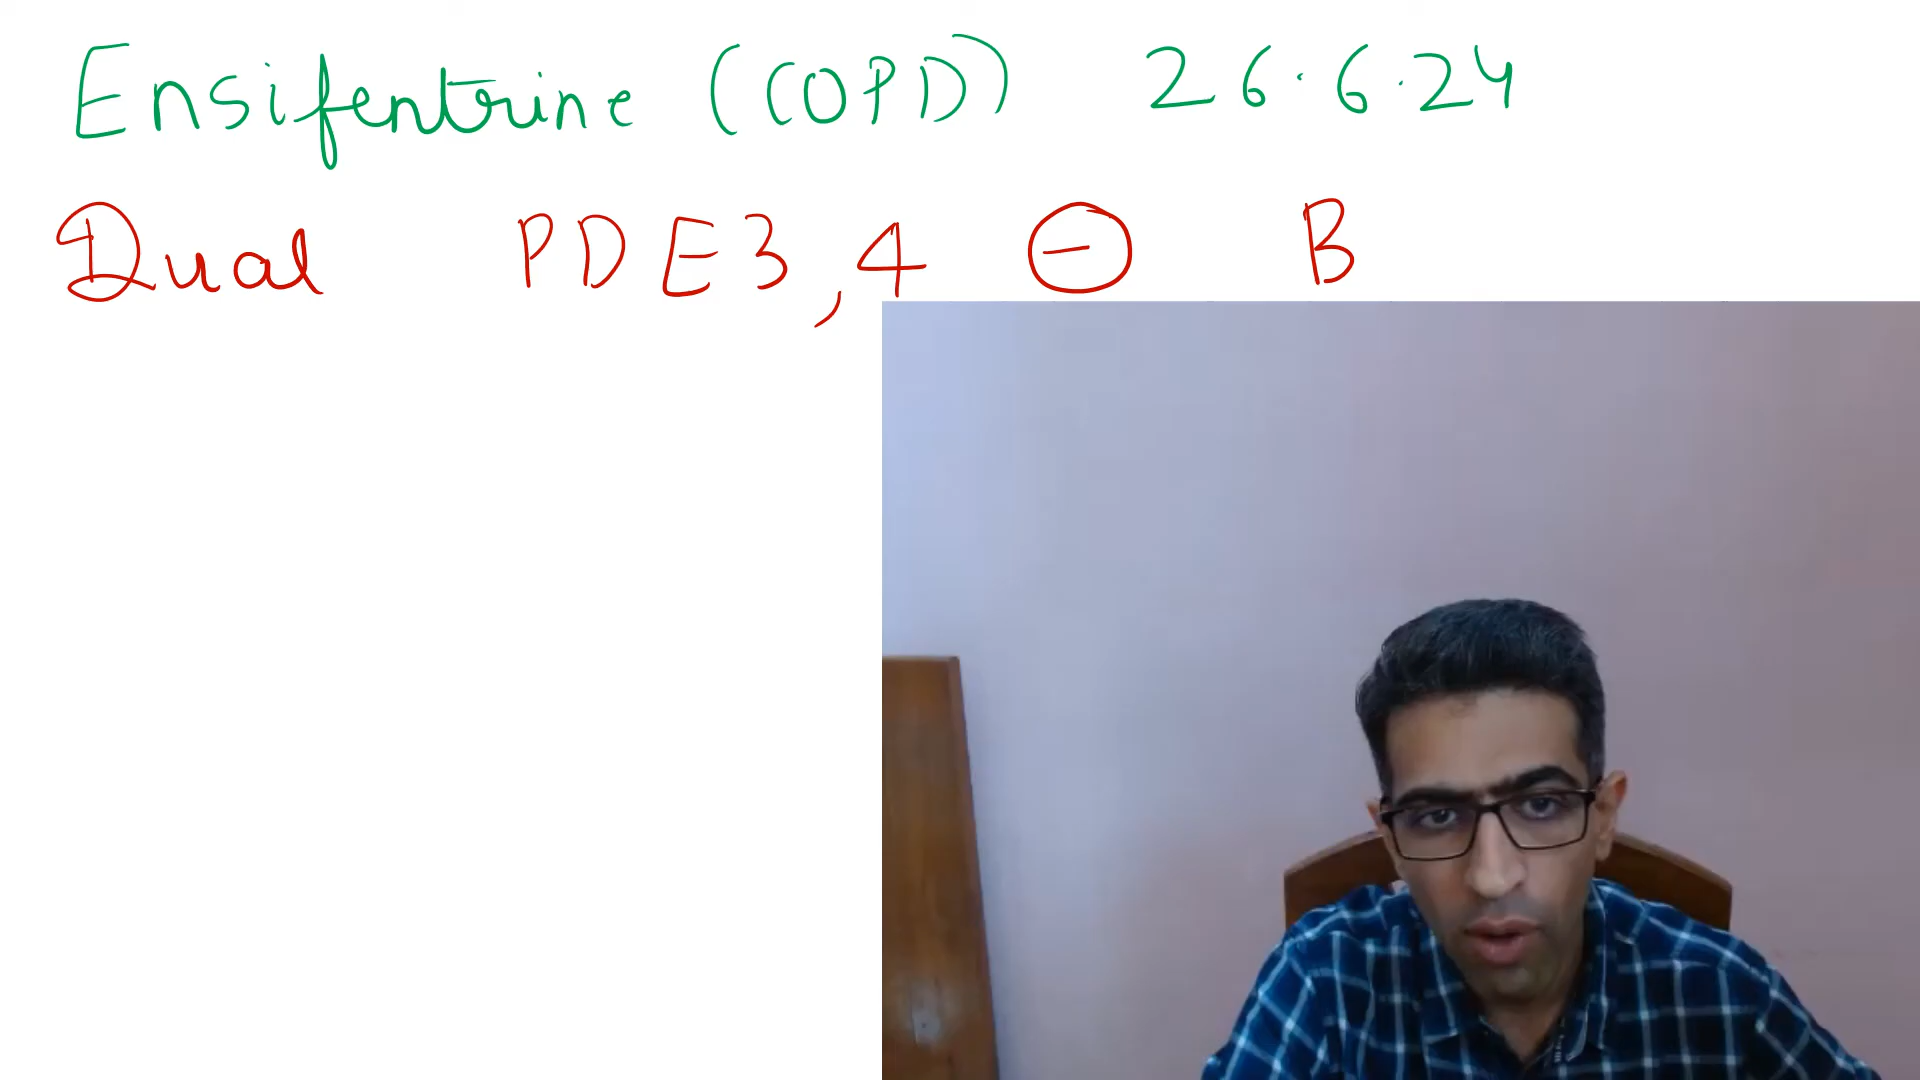 Ensifentrine (COPD) 26.6.24
Dual PDE3,4 ⊖ B